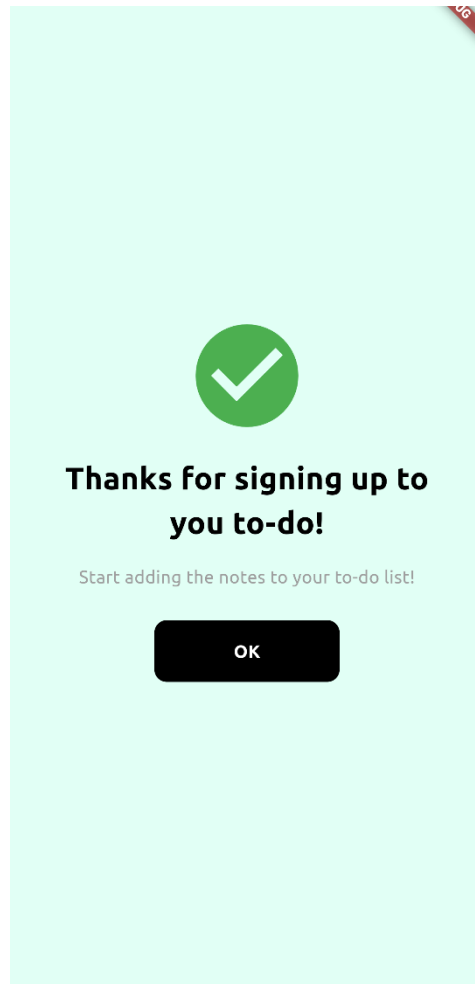 Thanks for signing up to
you to-do!
Start adding the notes to your to-do list!
OK